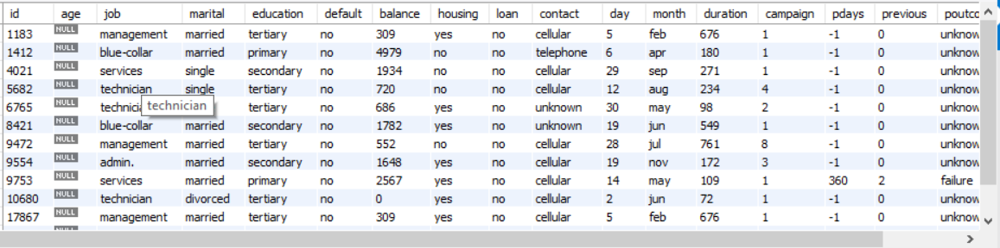 id age job marital education default balance housing loan contact day month duration campaign pdays previous poutco
1183 NULL management married tertiary no 309 yes no cellular 5 feb 676 1 -1 0 unknow
1412 NULL blue-collar married primary no 4979 no no telephone 6 apr 180 1 -1 0 unknow
4021 NULL services single secondary no 1934 no no cellular 29 sep 271 1 -1 0 unknow
5682 NULL technician single tertiary no 720 no no cellular 12 aug 234 4 -1 0 unknow
6765 NULL technicia tertiary no 686 yes no unknown 30 may 98 2 -1 0 unknow
technician
8421 NULL blue-collar married secondary no 1782 yes no unknown 19 jun 549 1 -1 0 unknow
9472 NULL management married tertiary no 552 no no cellular 28 jul 761 8 -1 0 unknow
9554 NULL admin. married secondary no 1648 yes no cellular 19 nov 172 3 -1 0 unknow
9753 NULL services married primary no 2567 yes no cellular 14 may 109 1 360 2 failure
10680 NULL technician divorced tertiary no 0 yes no cellular 2 jun 72 1 -1 0 unknow
17867 NULL management married tertiary no 309 yes no cellular 5 feb 676 1 -1 0 unknow